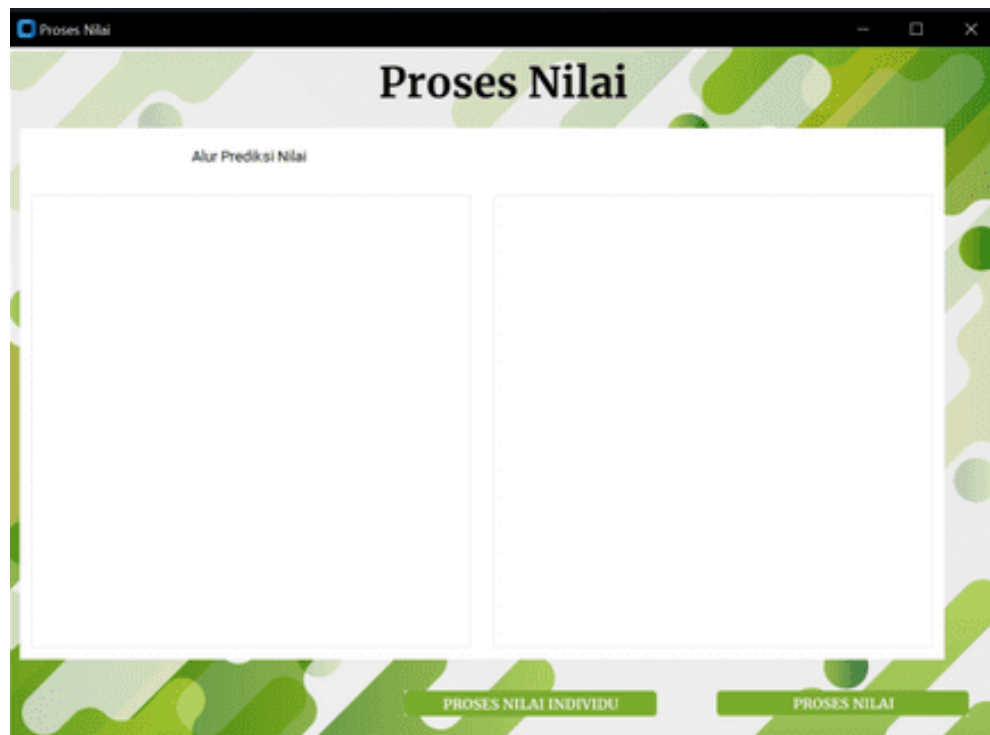 Proses Nilai
Proses Nilai
Alur Prediksi Nilai
PROSES NILAI INDIVIDU
PROSES NILAI